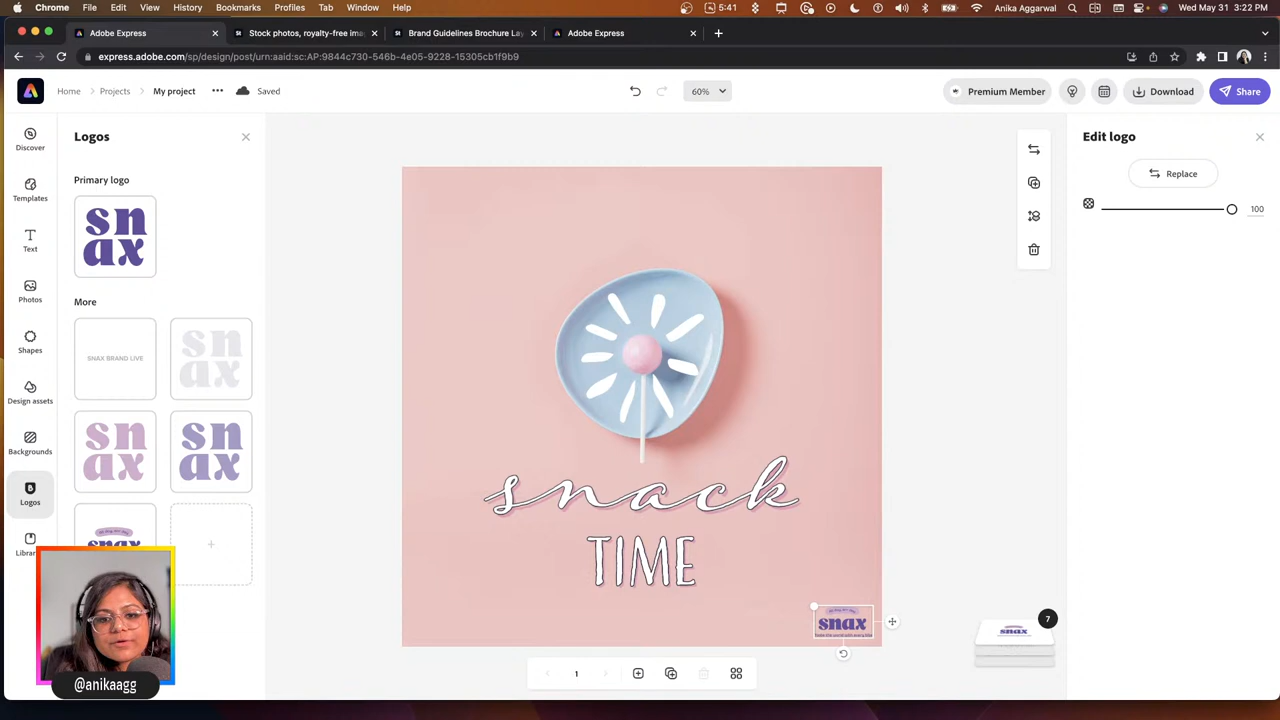 Chrome File Edit View History Bookmarks Profiles Tab Window Help 5:41 Anika Aggarwal Wed May 31 3:22 PM
Adobe Express Stock photos, royalty-free ima Brand Guidelines Brochure Lay Adobe Express
express.adobe.com/sp/design/post/urn:aaid:sc:AP:9844c730-546b-4e05-9228-15305cb1f9b9
Home Projects My project Saved 60% Premium Member Download Share
Discover
Templates
Text
Photos
Shapes
Design assets
Backgrounds
Logos
Librar
Logos
Primary logo
sn
ax
More
SNAX BRAND LIVE
sn
ax
sn
ax
sn
ax
snax
+
@anikaagg
snack
TIME
snax
1
7
snax
Edit logo
Replace
100